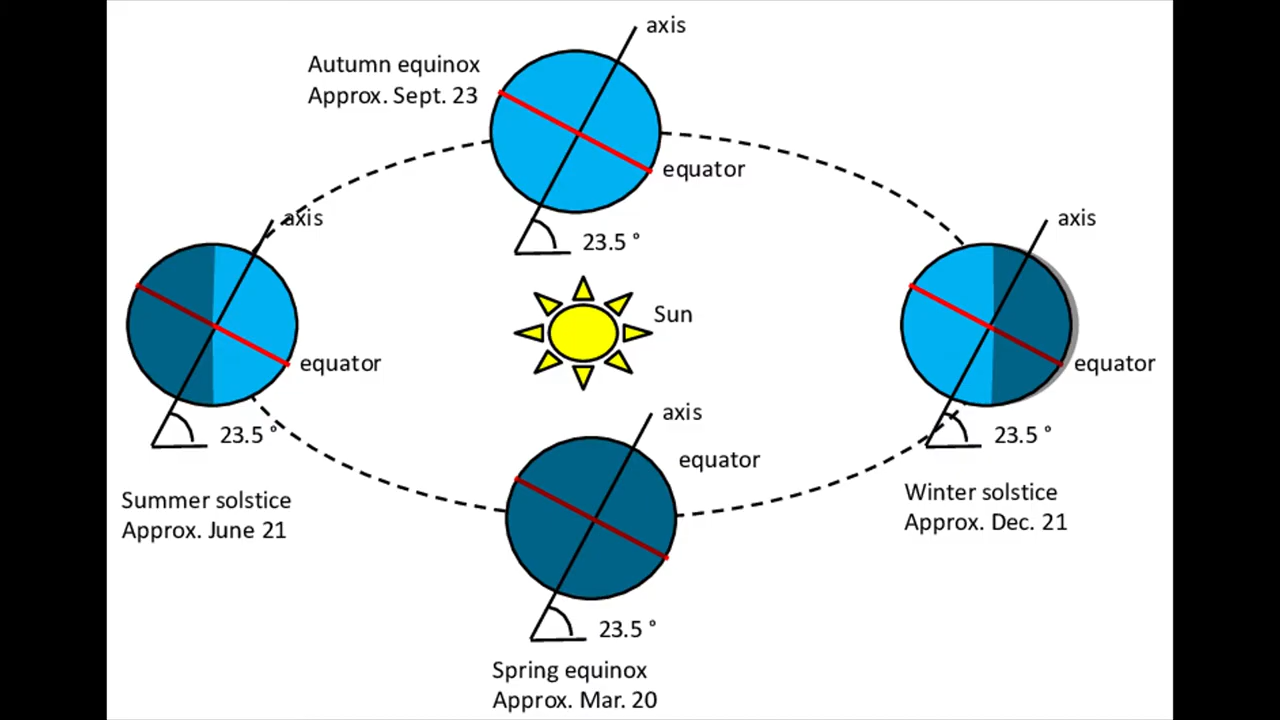 axis
Autumn equinox
Approx. Sept. 23
equator
23.5 °
axis
equator
23.5 °
Summer solstice
Approx. June 21
Sun
axis
equator
23.5 °
Winter solstice
Approx. Dec. 21
axis
equator
23.5 °
Spring equinox
Approx. Mar. 20